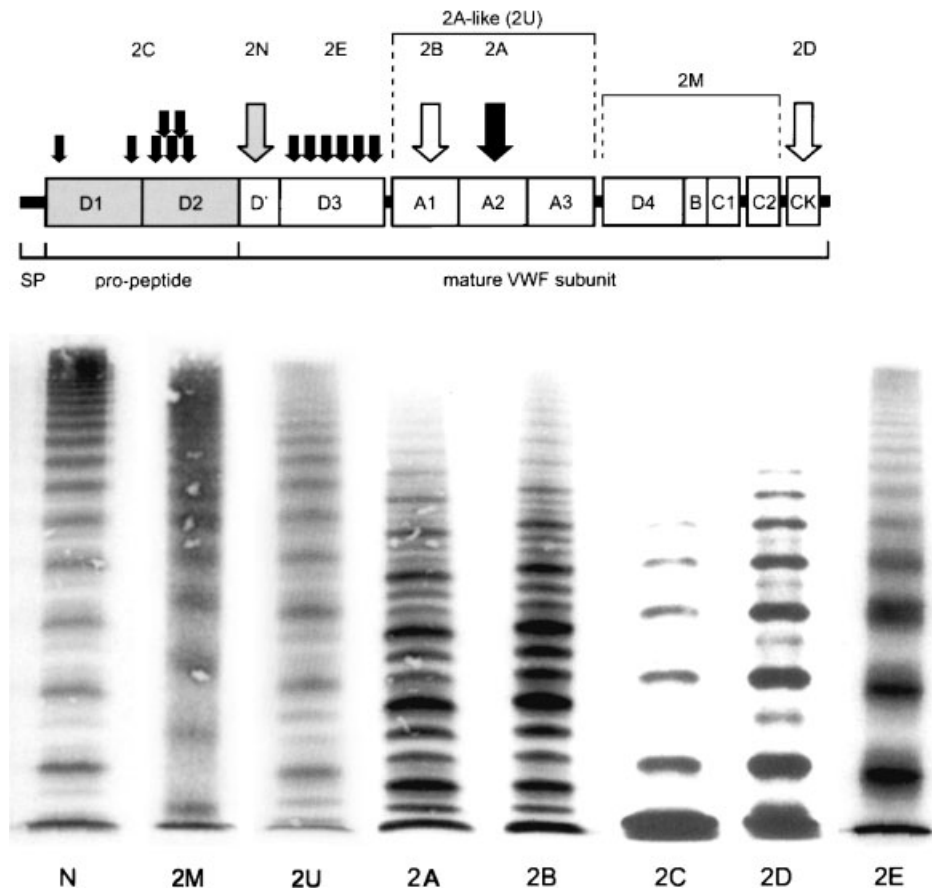 2A-like (2U)
2C 2N 2E 2B 2A 2D
2M
D1 D2 D' D3 A1 A2 A3 D4 B C1 C2 CK
SP pro-peptide mature VWF subunit
N 2M 2U 2A 2B 2C 2D 2E